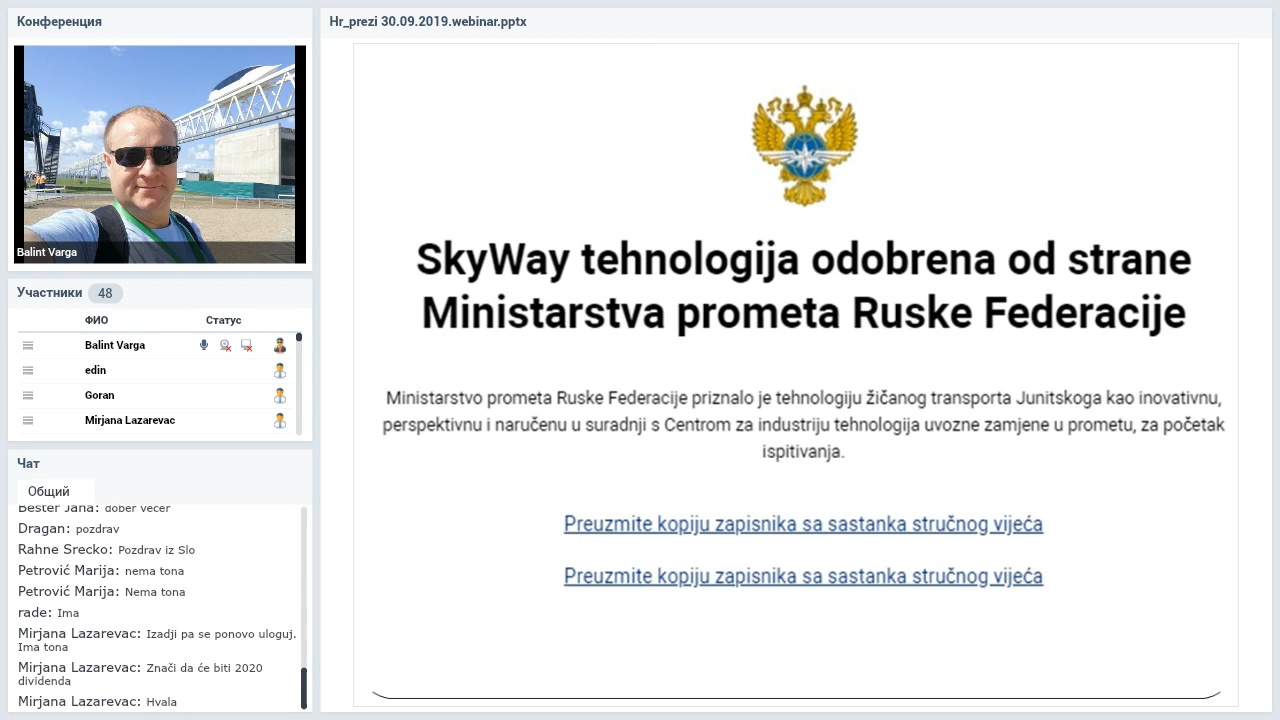 Конференция
Balint Varga
Участники 48
ФИО Статус
Balint Varga
edin
Goran
Mirjana Lazarevac
Чат
Общий
Bester Jana: dober večer
Dragan: pozdrav
Rahne Srecko: Pozdrav iz Slo
Petrović Marija: nema tona
Petrović Marija: Nema tona
rade: Ima
Mirjana Lazarevac: Izadji pa se ponovo uloguj.
Ima tona
Mirjana Lazarevac: Znači da će biti 2020
dividenda
Mirjana Lazarevac: Hvala
Hr_prezi 30.09.2019.webinar.pptx
SkyWay tehnologija odobrena od strane
Ministarstva prometa Ruske Federacije
Ministarstvo prometa Ruske Federacije priznalo je tehnologiju žičanog transporta Junitskoga kao inovativnu,
perspektivnu i naručenu u suradnji s Centrom za industriju tehnologija uvozne zamjene u prometu, za početak
ispitivanja.
Preuzmite kopiju zapisnika sa sastanka stručnog vijeća
Preuzmite kopiju zapisnika sa sastanka stručnog vijeća